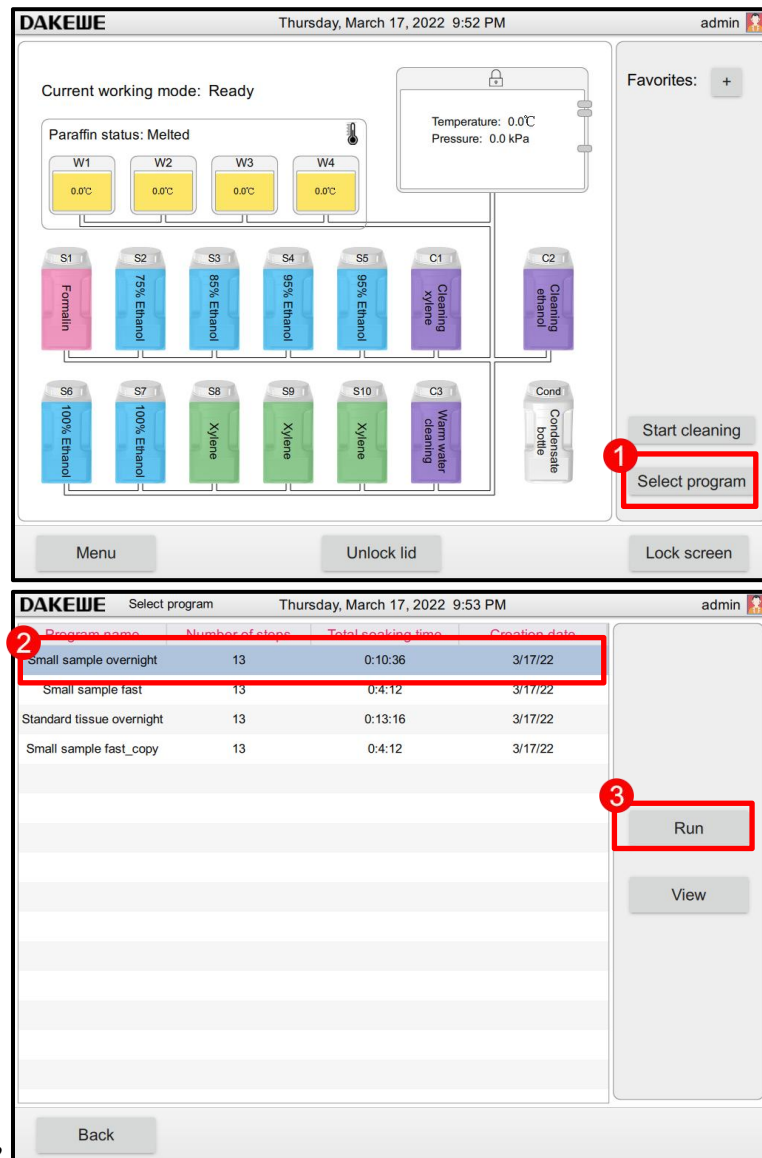 DAKEWE Thursday, March 17, 2022 9:52 PM admin
Current working mode: Ready
Favorites: +
Paraffin status: Melted
Temperature: 0.0℃
Pressure: 0.0 kPa
W1 W2 W3 W4
0.0℃ 0.0℃ 0.0℃ 0.0℃
S1 S2 S3 S4 S5 C1 C2
Formalin
75% Ethanol
85% Ethanol
95% Ethanol
95% Ethanol
Cleaning
xylene
Cleaning
ethanol
S6 S7 S8 S9 S10 C3 Cond
100% Ethanol
100% Ethanol
Xylene
Xylene
Xylene
Warm water
cleaning
Condensate
bottle
Start cleaning
1
Select program
Menu Unlock lid Lock screen
DAKEWE Select program Thursday, March 17, 2022 9:53 PM admin
Program name Number of steps Total soaking time Creation date
2
Small sample overnight 13 0:10:36 3/17/22
Small sample fast 13 0:4:12 3/17/22
Standard tissue overnight 13 0:13:16 3/17/22
Small sample fast_copy 13 0:4:12 3/17/22
3
Run
View
Back